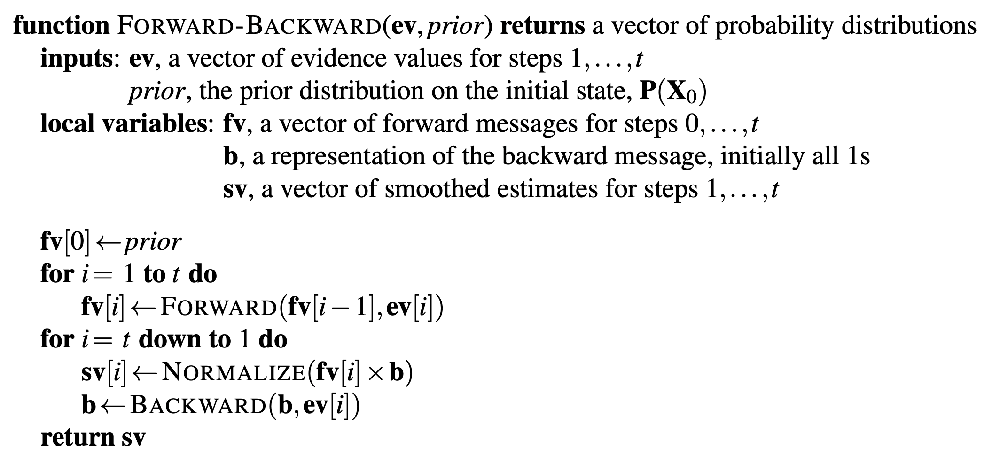 function FORWARD-BACKWARD(ev, prior) returns a vector of probability distributions
inputs: ev, a vector of evidence values for steps 1,…,t
prior, the prior distribution on the initial state, P(X₀)
local variables: fv, a vector of forward messages for steps 0,…,t
b, a representation of the backward message, initially all 1s
sv, a vector of smoothed estimates for steps 1,…,t
fv[0] ← prior
for i = 1 to t do
fv[i] ← FORWARD(fv[i − 1], ev[i])
for i = t down to 1 do
sv[i] ← NORMALIZE(fv[i] × b)
b ← BACKWARD(b, ev[i])
return sv